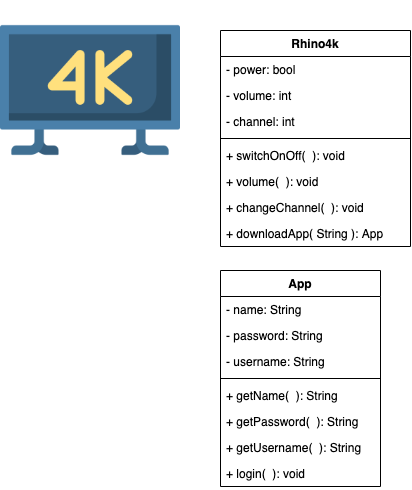 4K
Rhino4k
- power: bool
- volume: int
- channel: int
+ switchOnOff(  ): void
+ volume(  ): void
+ changeChannel(  ): void
+ downloadApp( String ): App
App
- name: String
- password: String
- username: String
+ getName(  ): String
+ getPassword(  ): String
+ getUsername(  ): String
+ login(  ): void